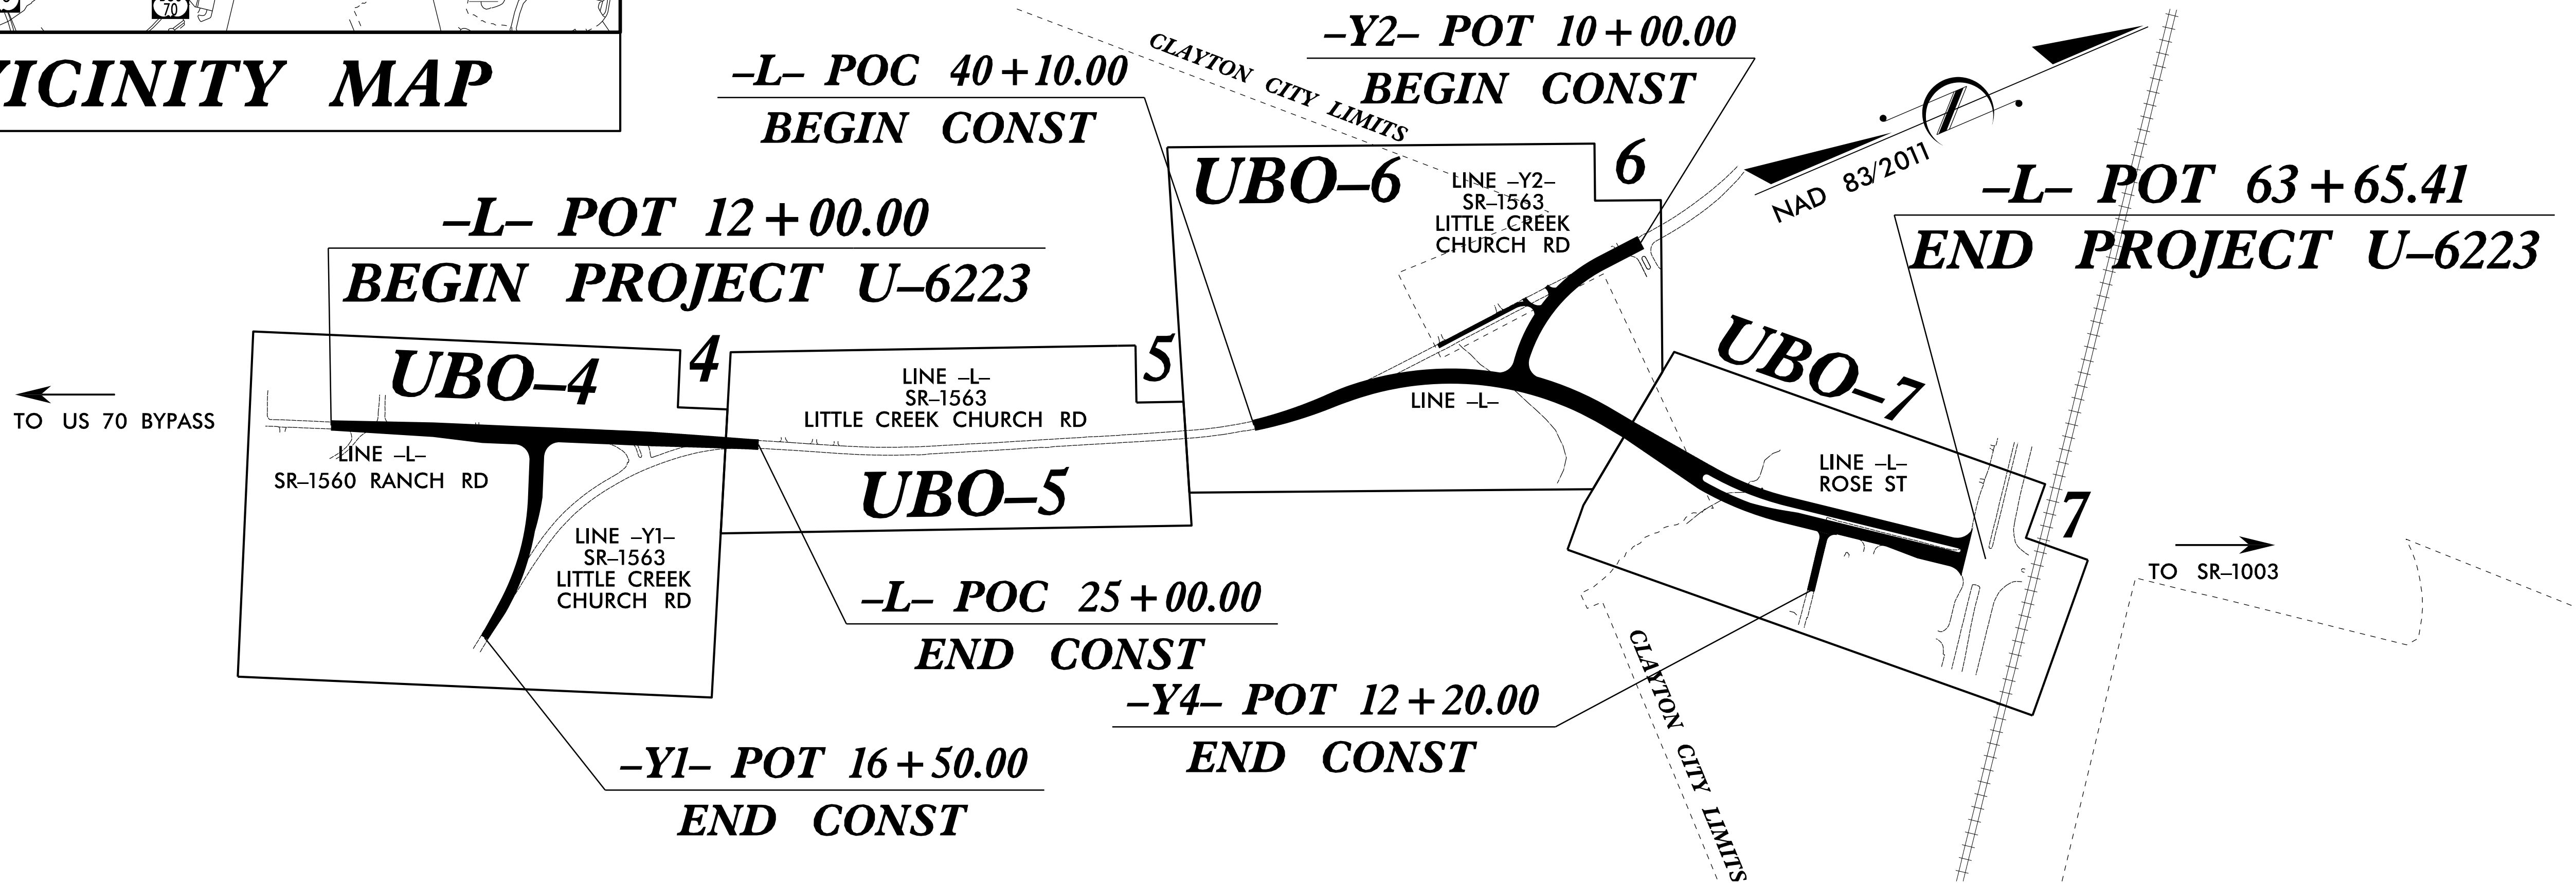 70
VICINITY MAP
–L– POC 40+10.00
BEGIN CONST
CLAYTON CITY LIMITS
–Y2– POT 10+00.00
BEGIN CONST
NAD 83/2011
–L– POT 63+65.41
END PROJECT U–6223
–L– POT 12+00.00
BEGIN PROJECT U–6223
UBO–6
6
LINE –Y2–
SR–1563
LITTLE CREEK
CHURCH RD
UBO–4
4
TO US 70 BYPASS
LINE –L–
SR–1560 RANCH RD
LINE –Y1–
SR–1563
LITTLE CREEK
CHURCH RD
5
LINE –L–
SR–1563
LITTLE CREEK CHURCH RD
UBO–5
LINE –L–
UBO–7
7
LINE –L–
ROSE ST
TO SR–1003
–L– POC 25+00.00
END CONST
–Y4– POT 12+20.00
END CONST
CLAYTON CITY LIMITS
–Y1– POT 16+50.00
END CONST